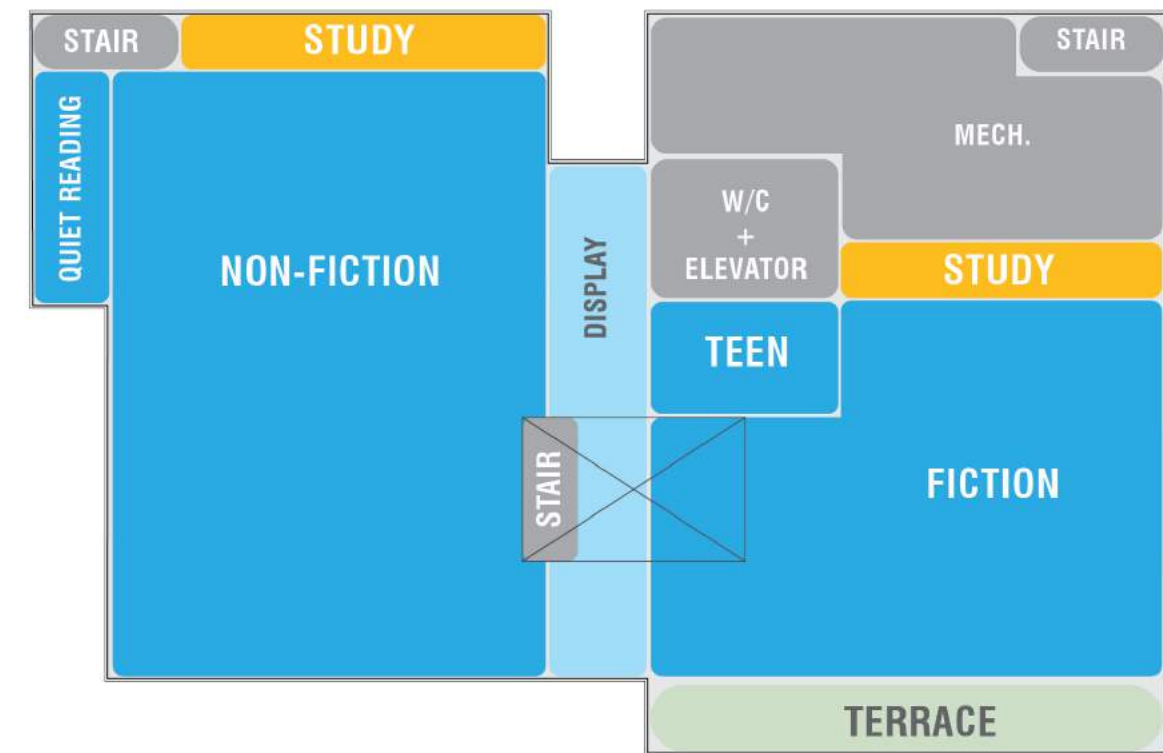 STAIR
STUDY
STAIR
QUIET READING
MECH.
NON-FICTION
DISPLAY
W/C
+
ELEVATOR
STUDY
TEEN
STAIR
FICTION
TERRACE